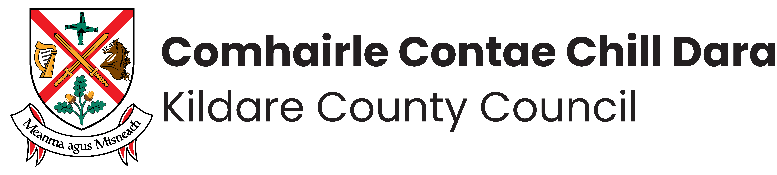 Comhairle Contae Chill Dara
Kildare County Council
Meanma agus Misneach